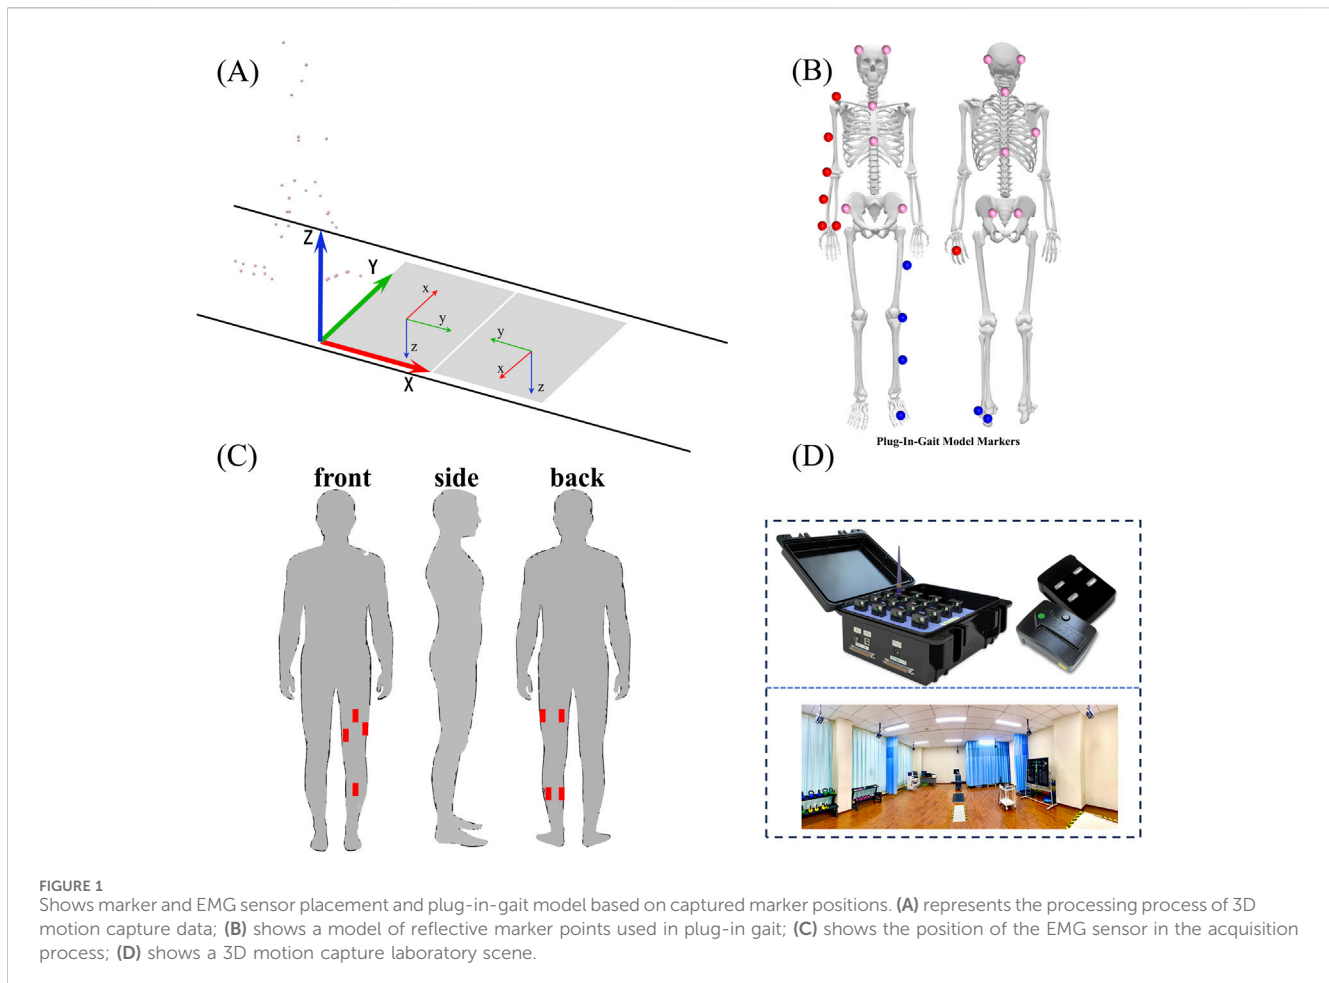 (A)
Z
Y
X
x
y
z
y
x
z
(B)
Plug-In-Gait Model Markers
(C)
front side back
(D)
FIGURE 1
Shows marker and EMG sensor placement and plug-in-gait model based on captured marker positions. (A) represents the processing process of 3D
motion capture data; (B) shows a model of reflective marker points used in plug-in gait; (C) shows the position of the EMG sensor in the acquisition
process; (D) shows a 3D motion capture laboratory scene.